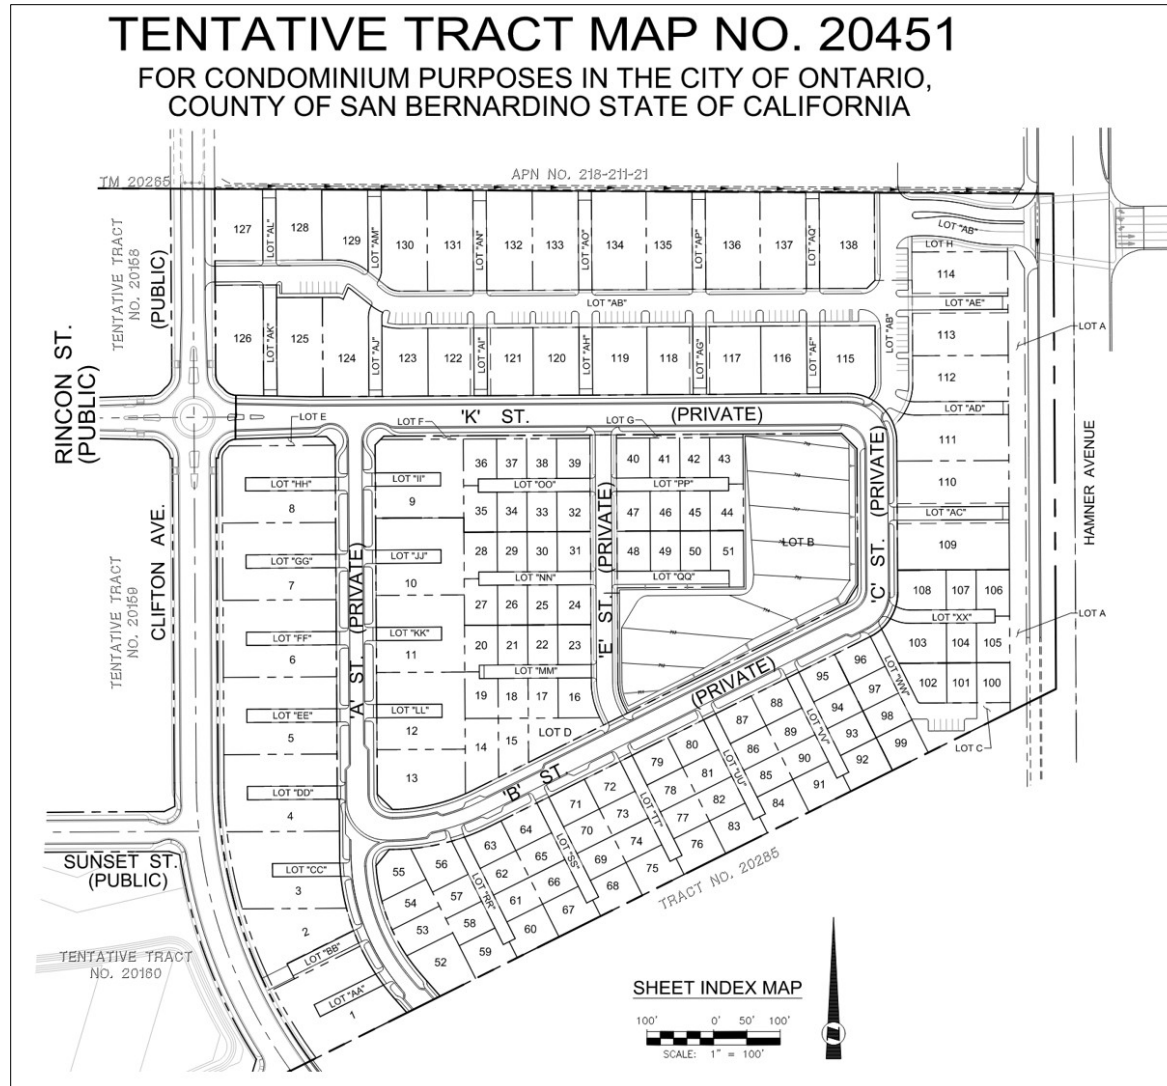 TENTATIVE TRACT MAP NO. 20451
FOR CONDOMINIUM PURPOSES IN THE CITY OF ONTARIO,
COUNTY OF SAN BERNARDINO STATE OF CALIFORNIA
TM 20265
APN NO. 218-211-21
TENTATIVE TRACT
NO. 20158
(PUBLIC)
127
LOT "AL"
128
129
LOT "AM"
130
131
LOT "AN"
132
133
LOT "AO"
134
135
LOT "AP"
136
137
LOT "AQ"
138
LOT "AB"
LOT H
114
LOT "AB"
LOT "AB"
LOT "AE"
126
LOT "AK"
125
124
LOT "AJ"
123
122
LOT "AI"
121
120
LOT "AH"
119
118
LOT "AG"
117
116
LOT "AF"
115
113
LOT A
112
LOT "AD"
RINCON ST.
(PUBLIC)
LOT E
LOT F
'K' ST.
LOT G
(PRIVATE)
111
110
LOT "AC"
109
HAMNER AVENUE
36
37
38
39
40
41
42
43
LOT "HH"
LOT "II"
LOT "OO"
LOT "PP"
8
9
35
34
33
32
47
46
45
44
LOT B
28
29
30
31
48
49
50
51
LOT "GG"
LOT "JJ"
7
10
LOT "NN"
LOT "QQ"
27
26
25
24
LOT "FF"
LOT "KK"
6
11
20
21
22
23
LOT "MM"
19
18
17
16
LOT "EE"
LOT "LL"
5
12
14
15
LOT D
13
LOT "DD"
4
LOT "CC"
3
2
LOT "BB"
LOT "AA"
1
CLIFTON AVE.
TENTATIVE TRACT
NO. 20159
'A' ST. (PRIVATE)
'E' ST. (PRIVATE)
'C' ST. (PRIVATE)
'B' ST.
(PRIVATE)
108
107
106
LOT "XX"
LOT A
103
104
105
102
101
100
LOT C
96
97
98
99
LOT "WW"
95
94
93
92
LOT "VV"
88
89
90
91
87
86
85
84
LOT "UU"
80
81
82
83
79
78
77
76
LOT "TT"
72
73
74
75
71
70
69
68
LOT "SS"
64
65
66
67
63
62
61
60
LOT "RR"
56
57
58
59
55
54
53
52
SUNSET ST.
(PUBLIC)
TENTATIVE TRACT
NO. 20160
TRACT NO. 20285
SHEET INDEX MAP
100' 0' 50' 100'
SCALE: 1" = 100'